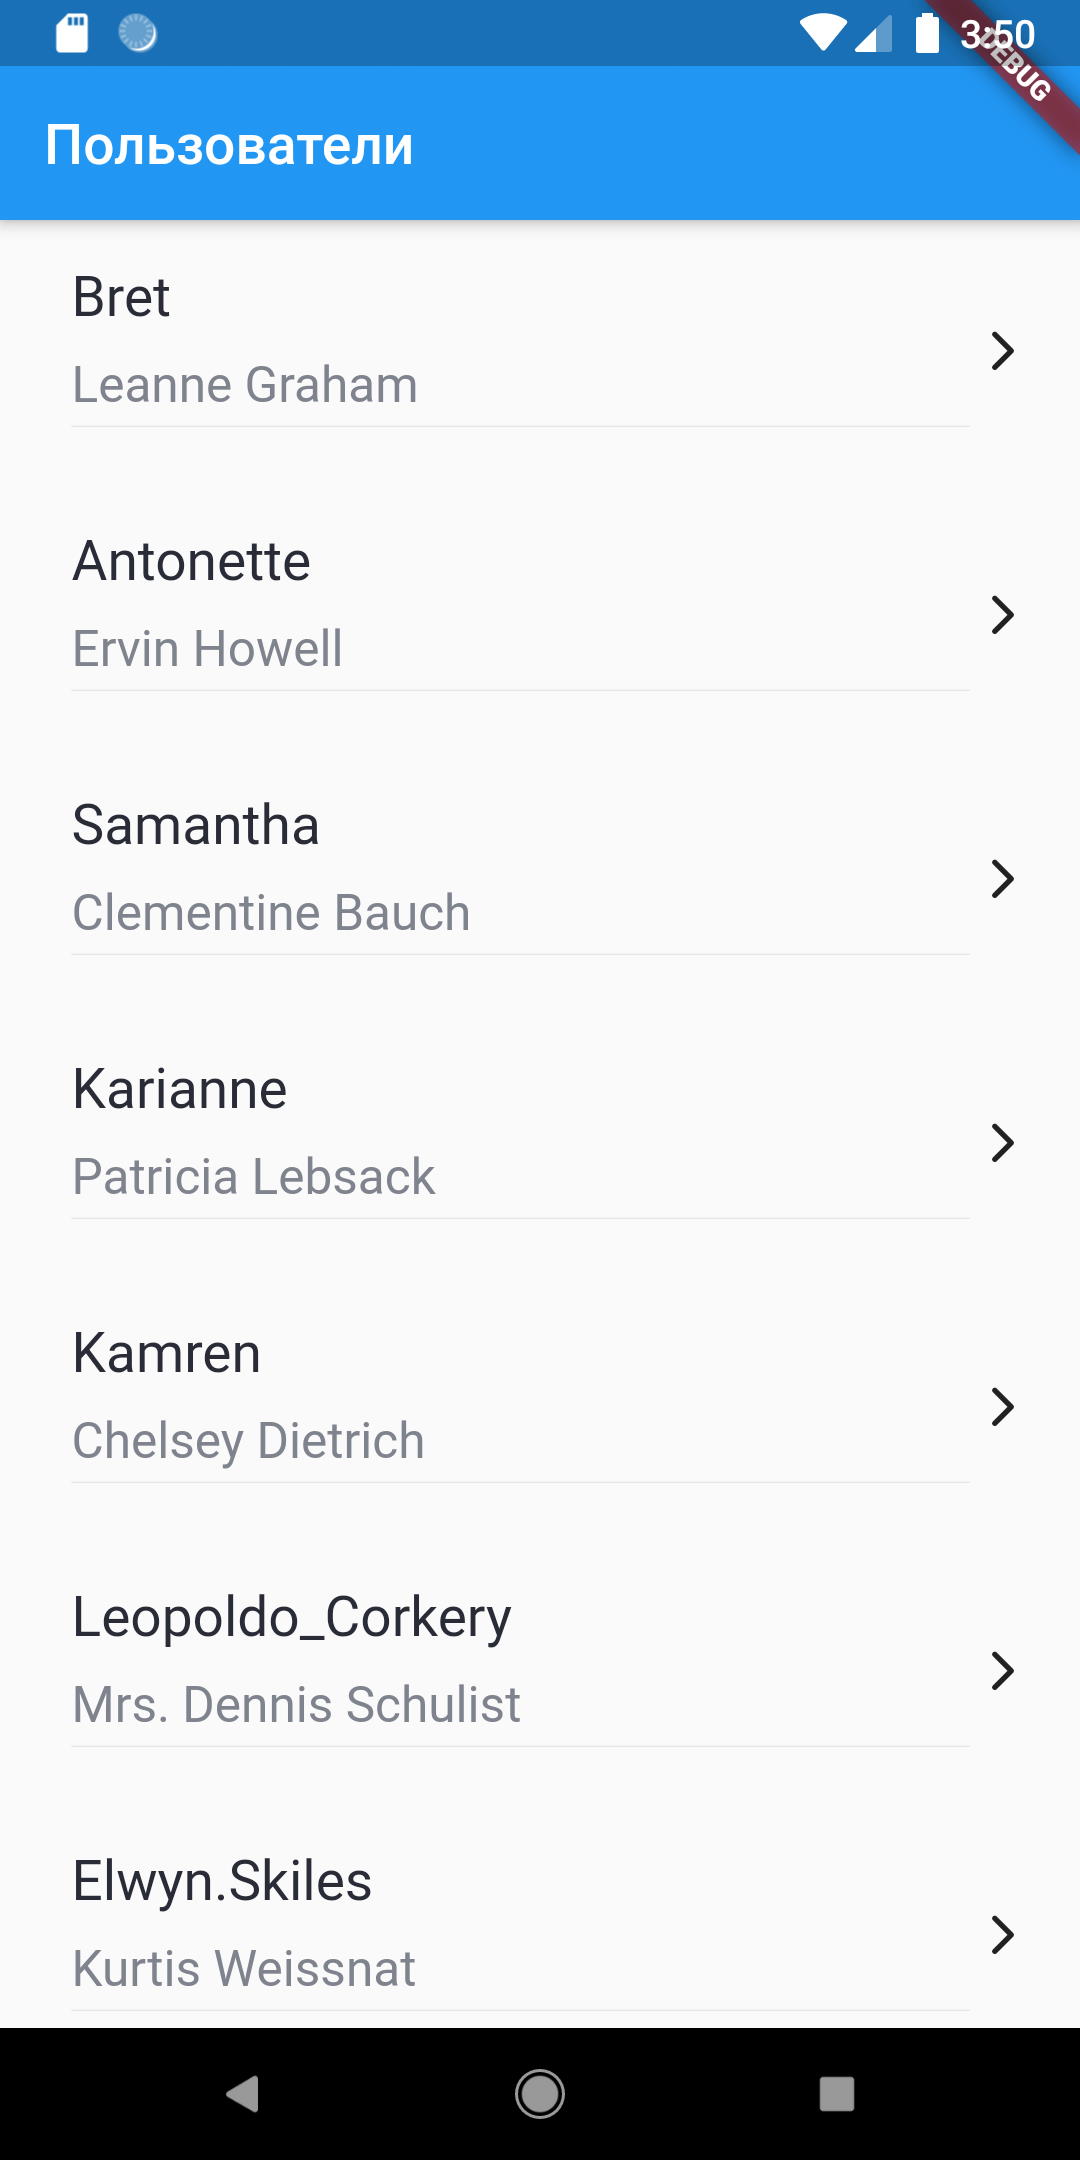 3:50
DEBUG
Пользователи
Bret
Leanne Graham
Antonette
Ervin Howell
Samantha
Clementine Bauch
Karianne
Patricia Lebsack
Kamren
Chelsey Dietrich
Leopoldo_Corkery
Mrs. Dennis Schulist
Elwyn.Skiles
Kurtis Weissnat